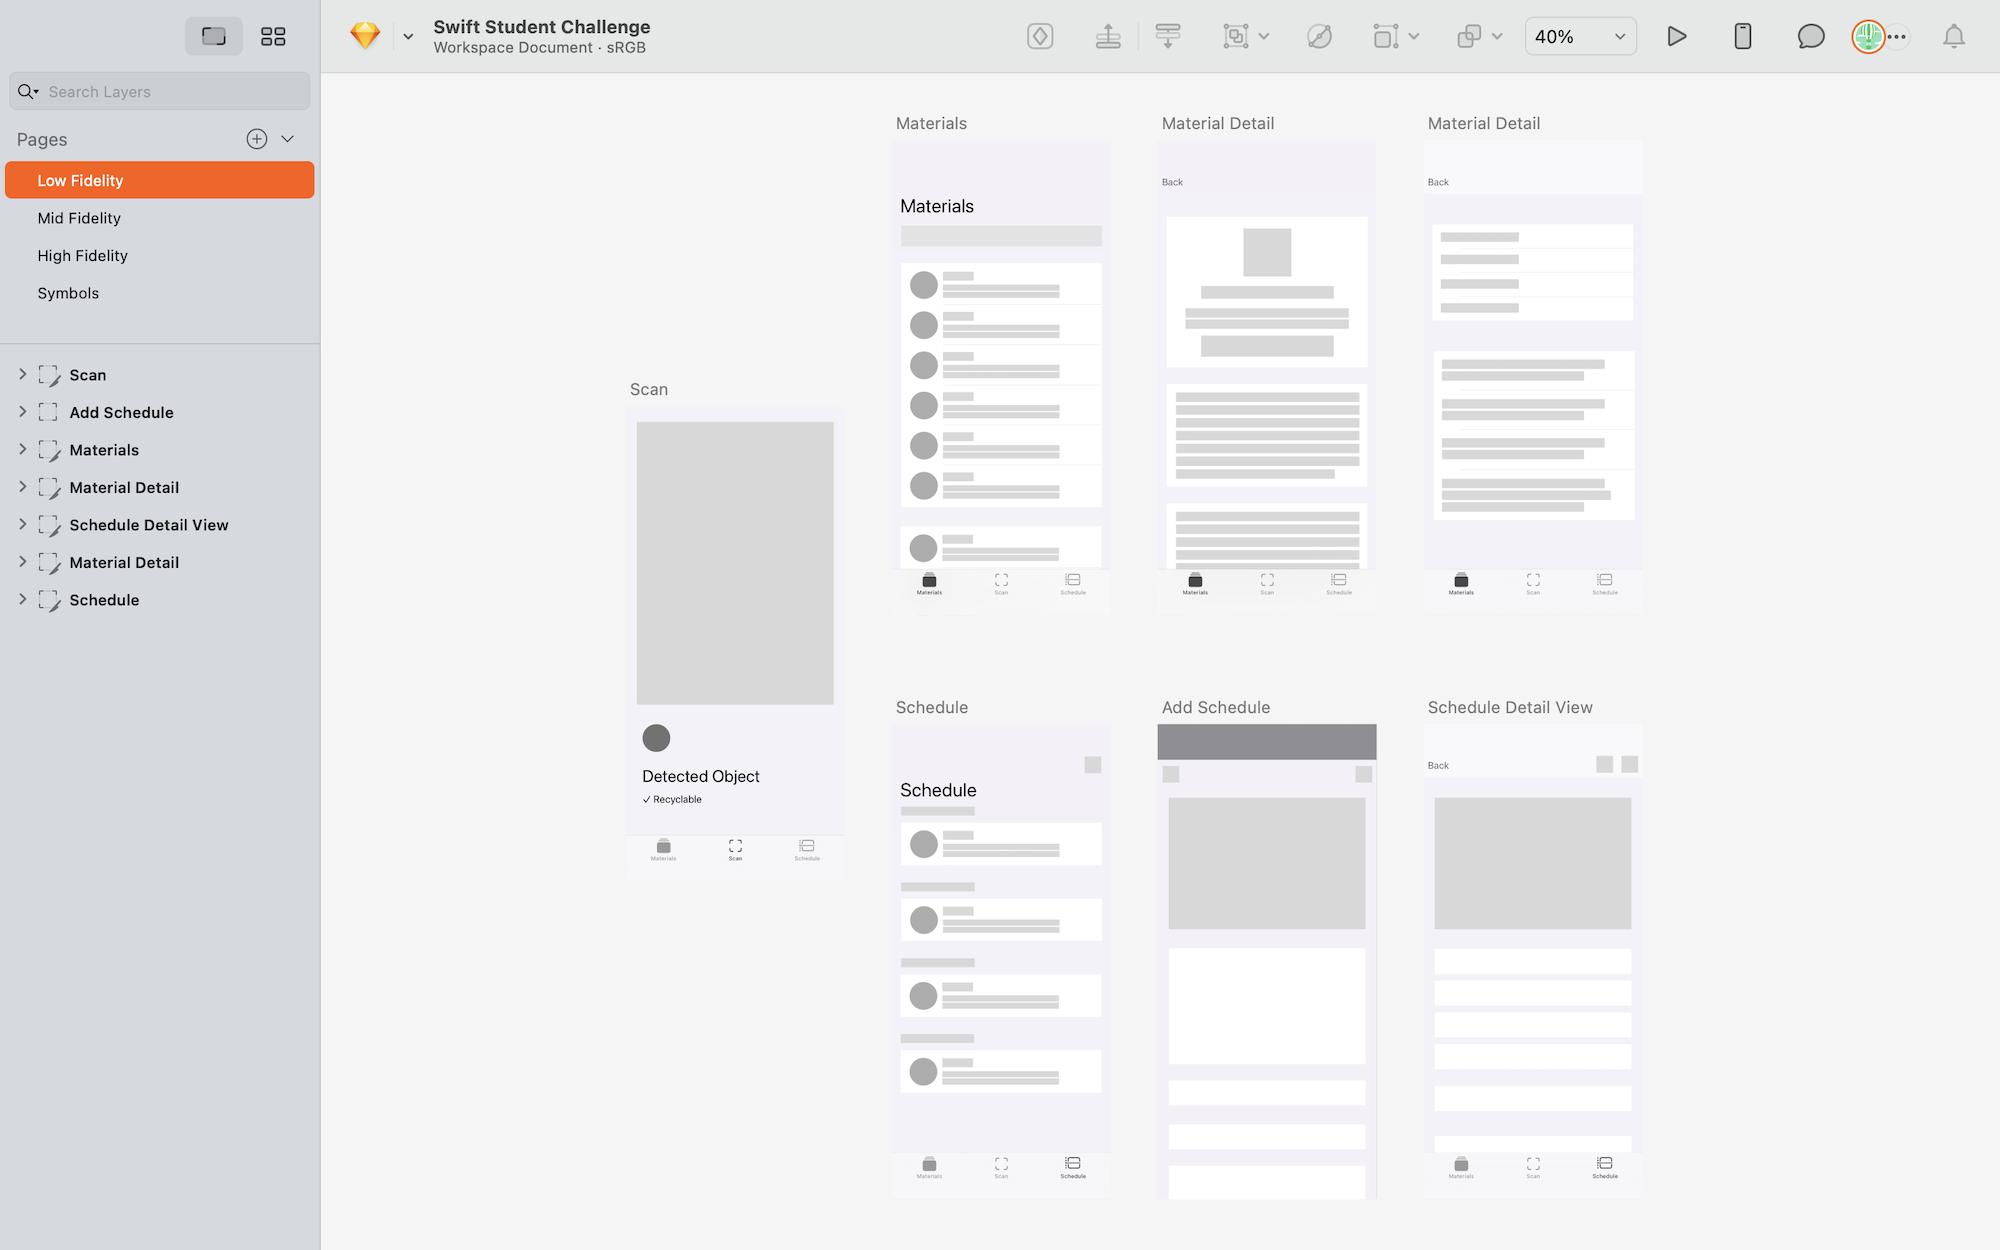 Swift Student Challenge
Workspace Document · sRGB
40%
Search Layers
Pages
Low Fidelity
Mid Fidelity
High Fidelity
Symbols
Scan
Add Schedule
Materials
Material Detail
Schedule Detail View
Material Detail
Schedule
Scan
Detected Object
✓ Recyclable
Materials
Scan
Schedule
Materials
Materials
Materials
Scan
Schedule
Material Detail
Back
Materials
Scan
Schedule
Material Detail
Back
Materials
Scan
Schedule
Schedule
Schedule
Materials
Scan
Schedule
Add Schedule
Schedule Detail View
Back
Materials
Scan
Schedule